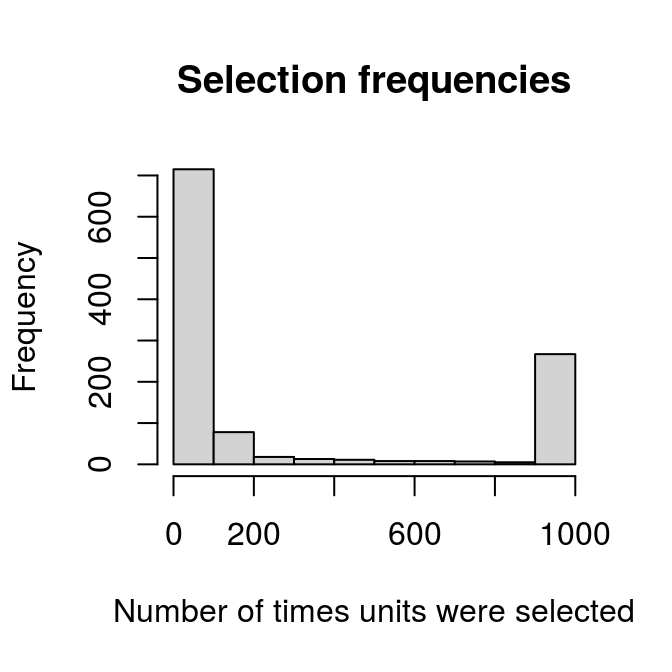 Selection frequencies
Frequency
600
400
200
0
0 200 600 1000
Number of times units were selected